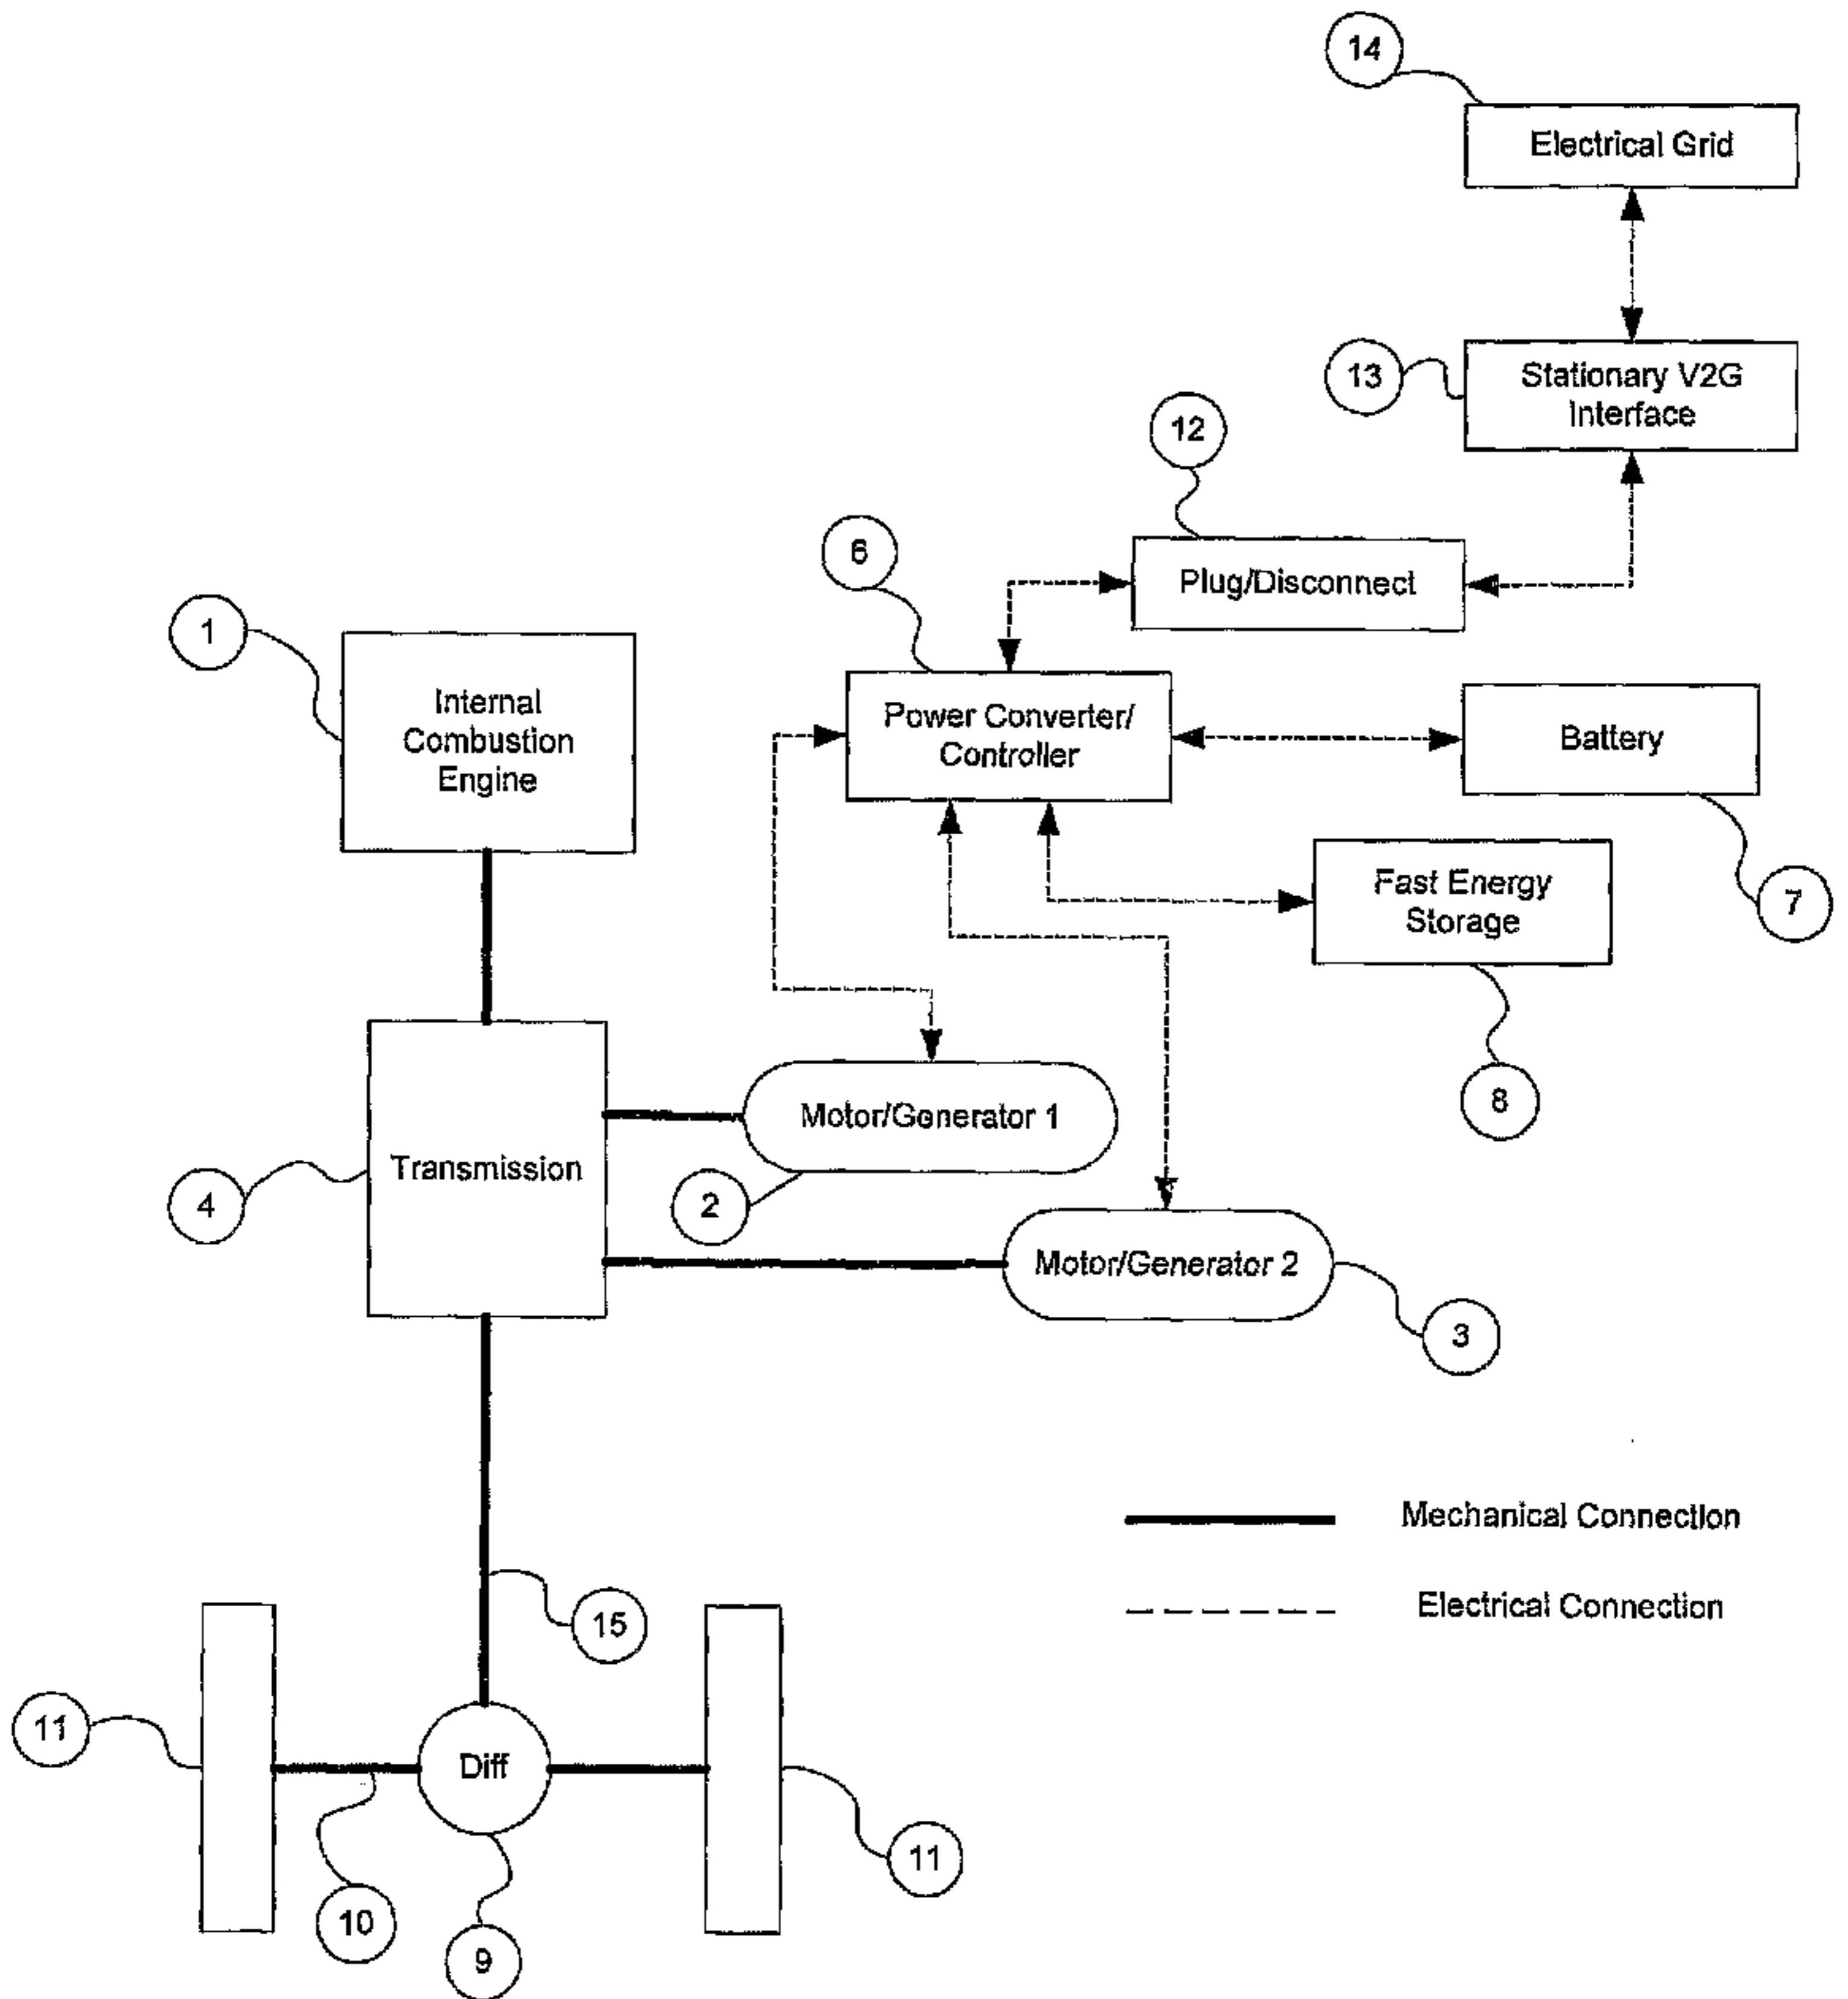 14
Electrical Grid
13
Stationary V2G
Interface
12
6
Plug/Disconnect
1
Internal
Combustion
Engine
Power Converter/
Controller
Battery
Fast Energy
Storage
7
8
Motor/Generator 1
Transmission
4
2
Motor/Generator 2
3
Mechanical Connection
Electrical Connection
15
11
Diff
11
10
9